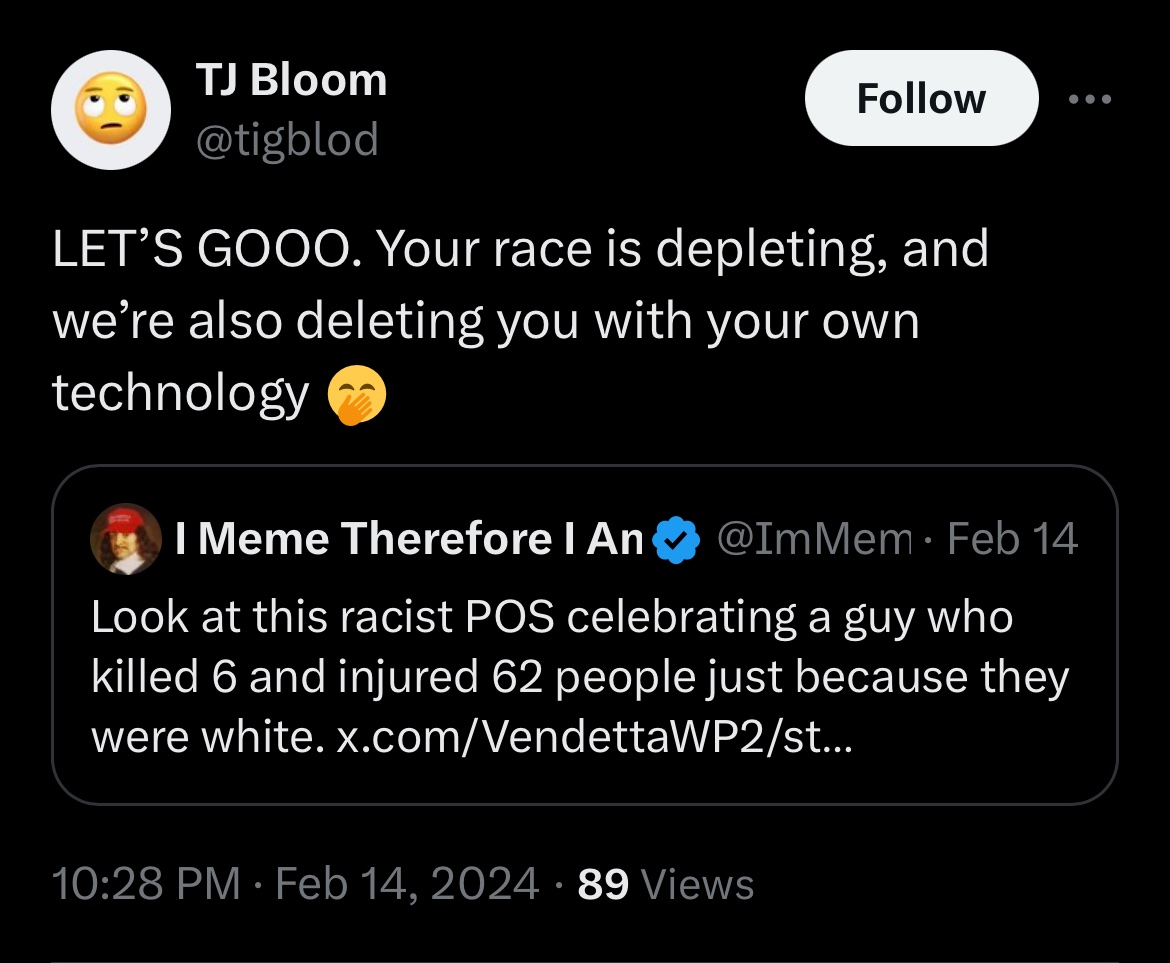 TJ Bloom
@tigblod
Follow
LET’S GOOO. Your race is depleting, and
we’re also deleting you with your own
technology 🤭
I Meme Therefore I An @ImMem · Feb 14
Look at this racist POS celebrating a guy who
killed 6 and injured 62 people just because they
were white. x.com/VendettaWP2/st...
10:28 PM · Feb 14, 2024 · 89 Views